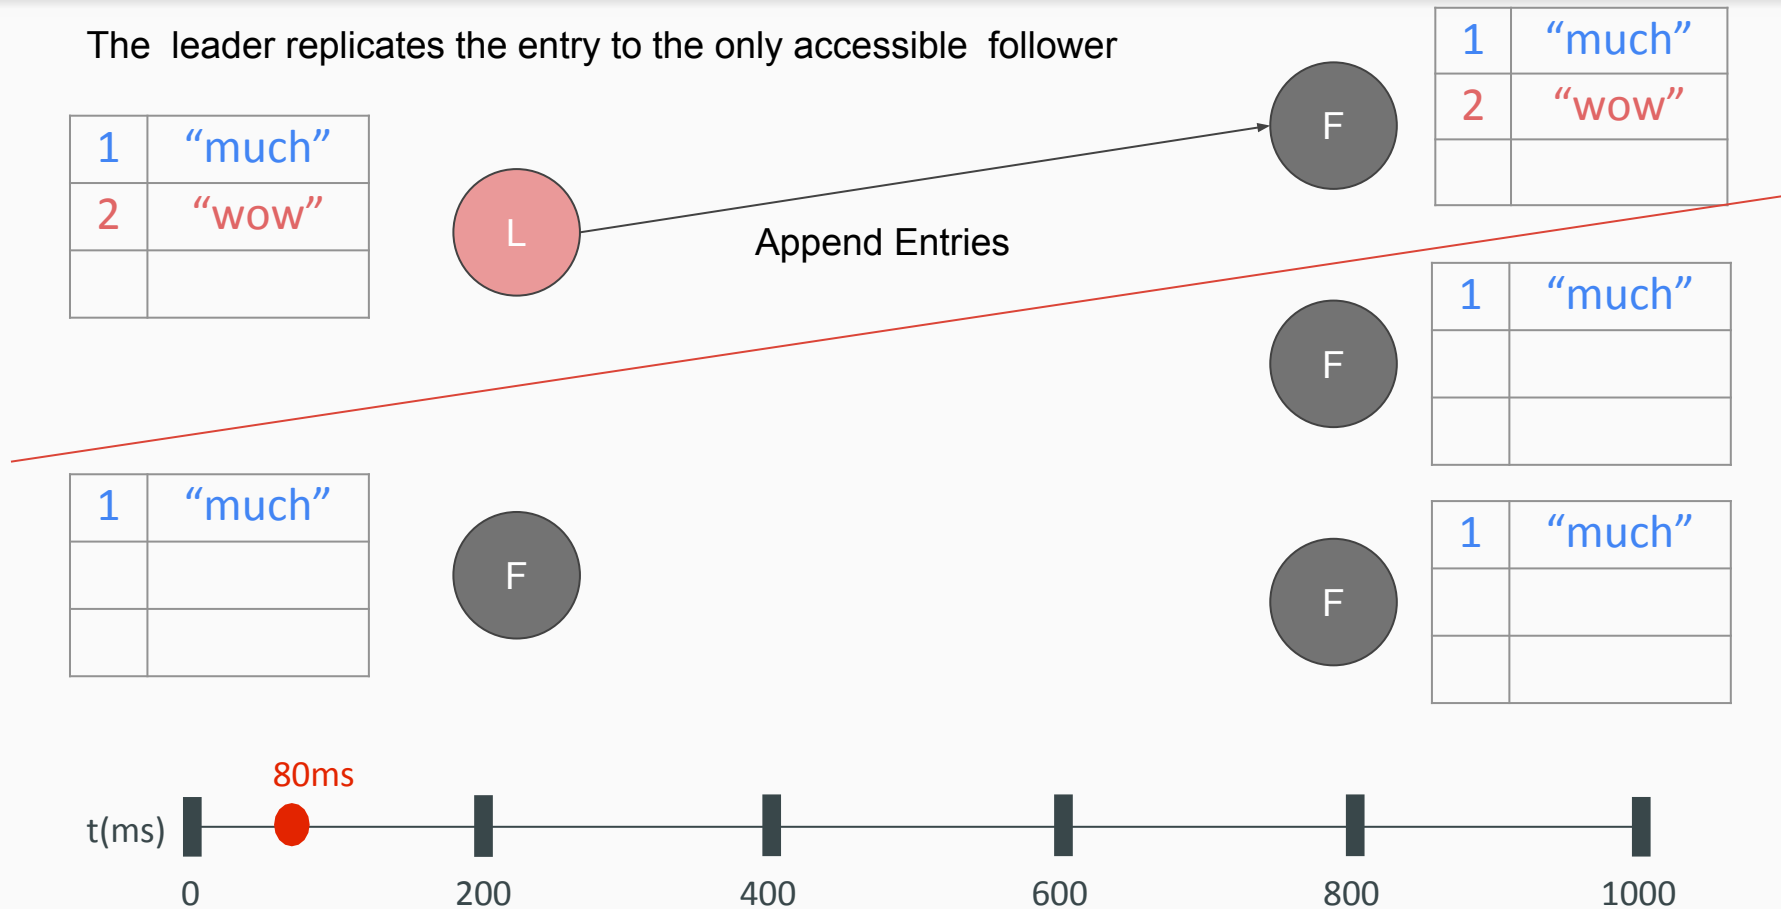 The  leader replicates the entry to the only accessible  follower
1 “much”
2 “wow”
L
Append Entries
F
1 “much”
2 “wow”
F
1 “much”
1 “much”
F
F
1 “much”
80ms
t(ms)
0 200 400 600 800 1000